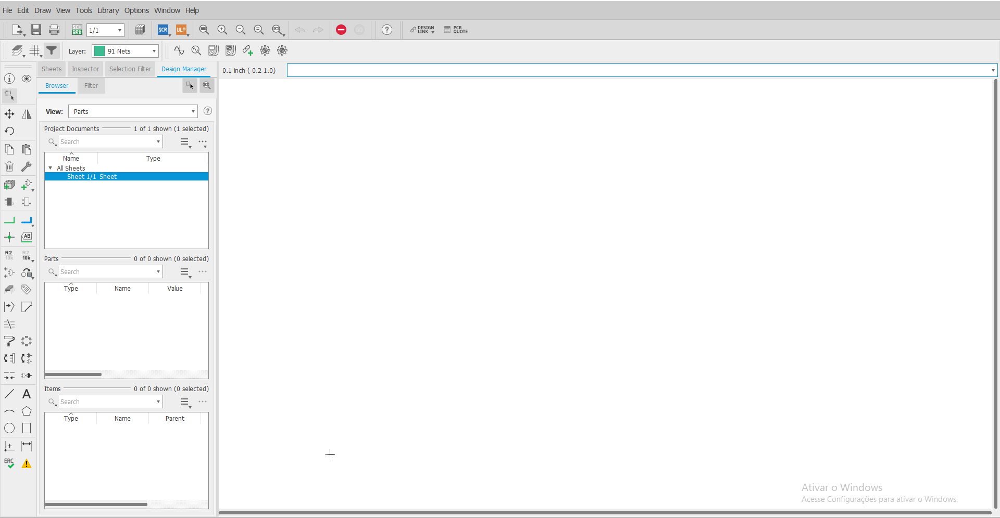 File Edit Draw View Tools Library Options Window Help
SCH BRD 1/1 SCR ULP GO ? DESIGN LINK PCB QUOTE
Layer: 91 Nets
Sheets Inspector Selection Filter Design Manager 0.1 inch (-0.2 1.0)
Browser Filter
View: Parts ?
Project Documents 1 of 1 shown (1 selected)
Search
Name Type
All Sheets
Sheet 1/1 Sheet
Parts 0 of 0 shown (0 selected)
Search
Type Name Value
Items 0 of 0 shown (0 selected)
Search
Type Name Parent
AB
R2 10k R2 10k
A
ERC
Ativar o Windows
Acesse Configurações para ativar o Windows.